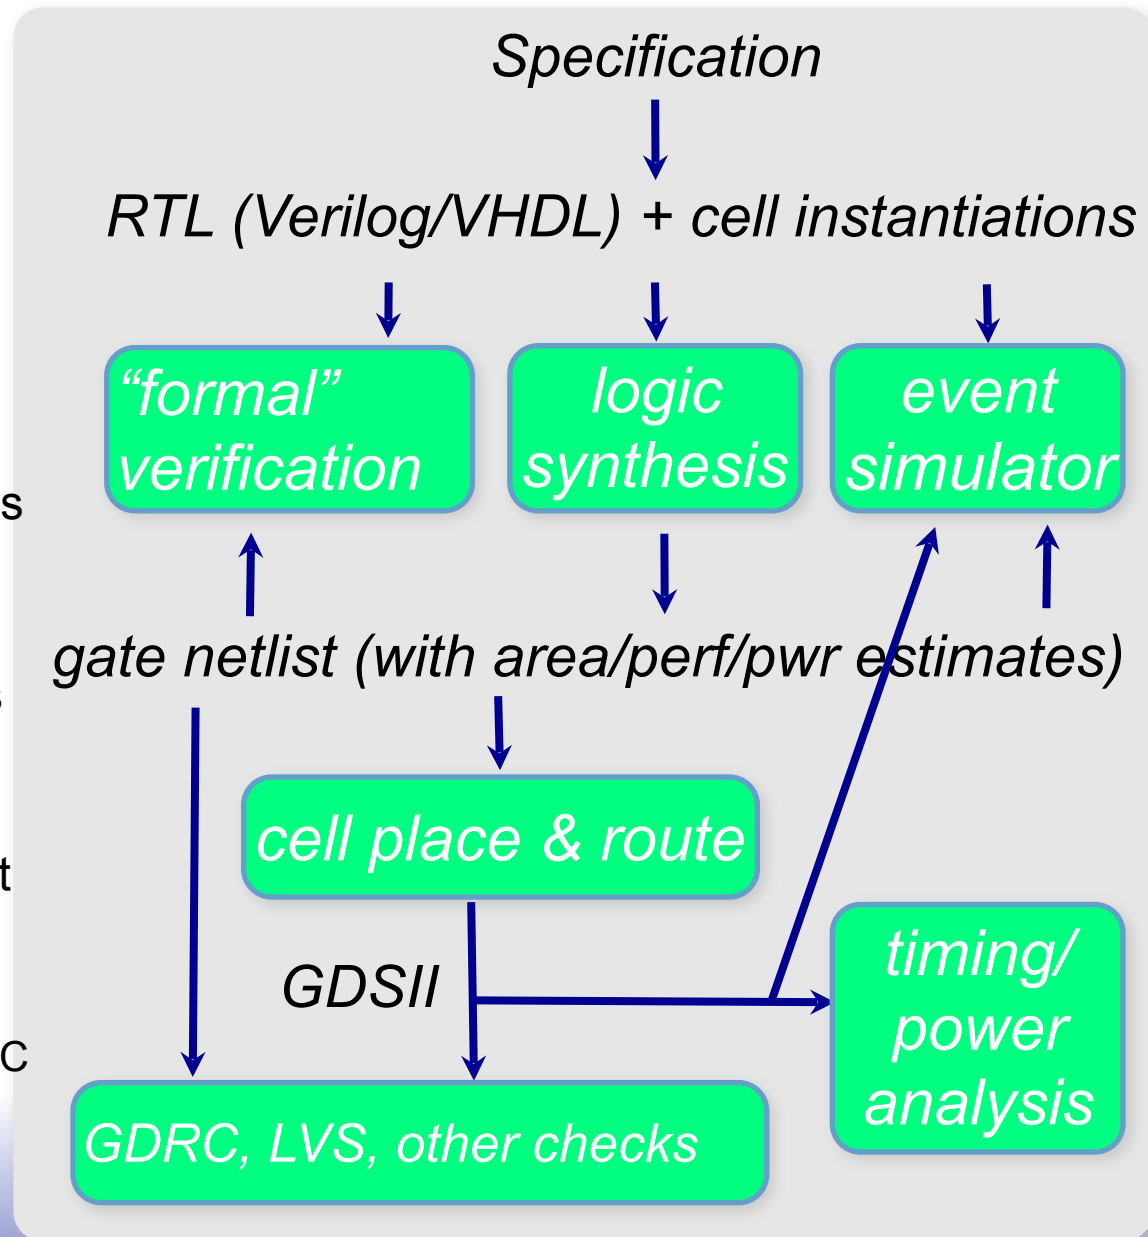 Specification
RTL (Verilog/VHDL) + cell instantiations
“formal”
verification
logic
synthesis
event
simulator
s
gate netlist (with area/perf/pwr estimates)
s
cell place & route
t
GDSII
timing/
power
analysis
C
GDRC, LVS, other checks